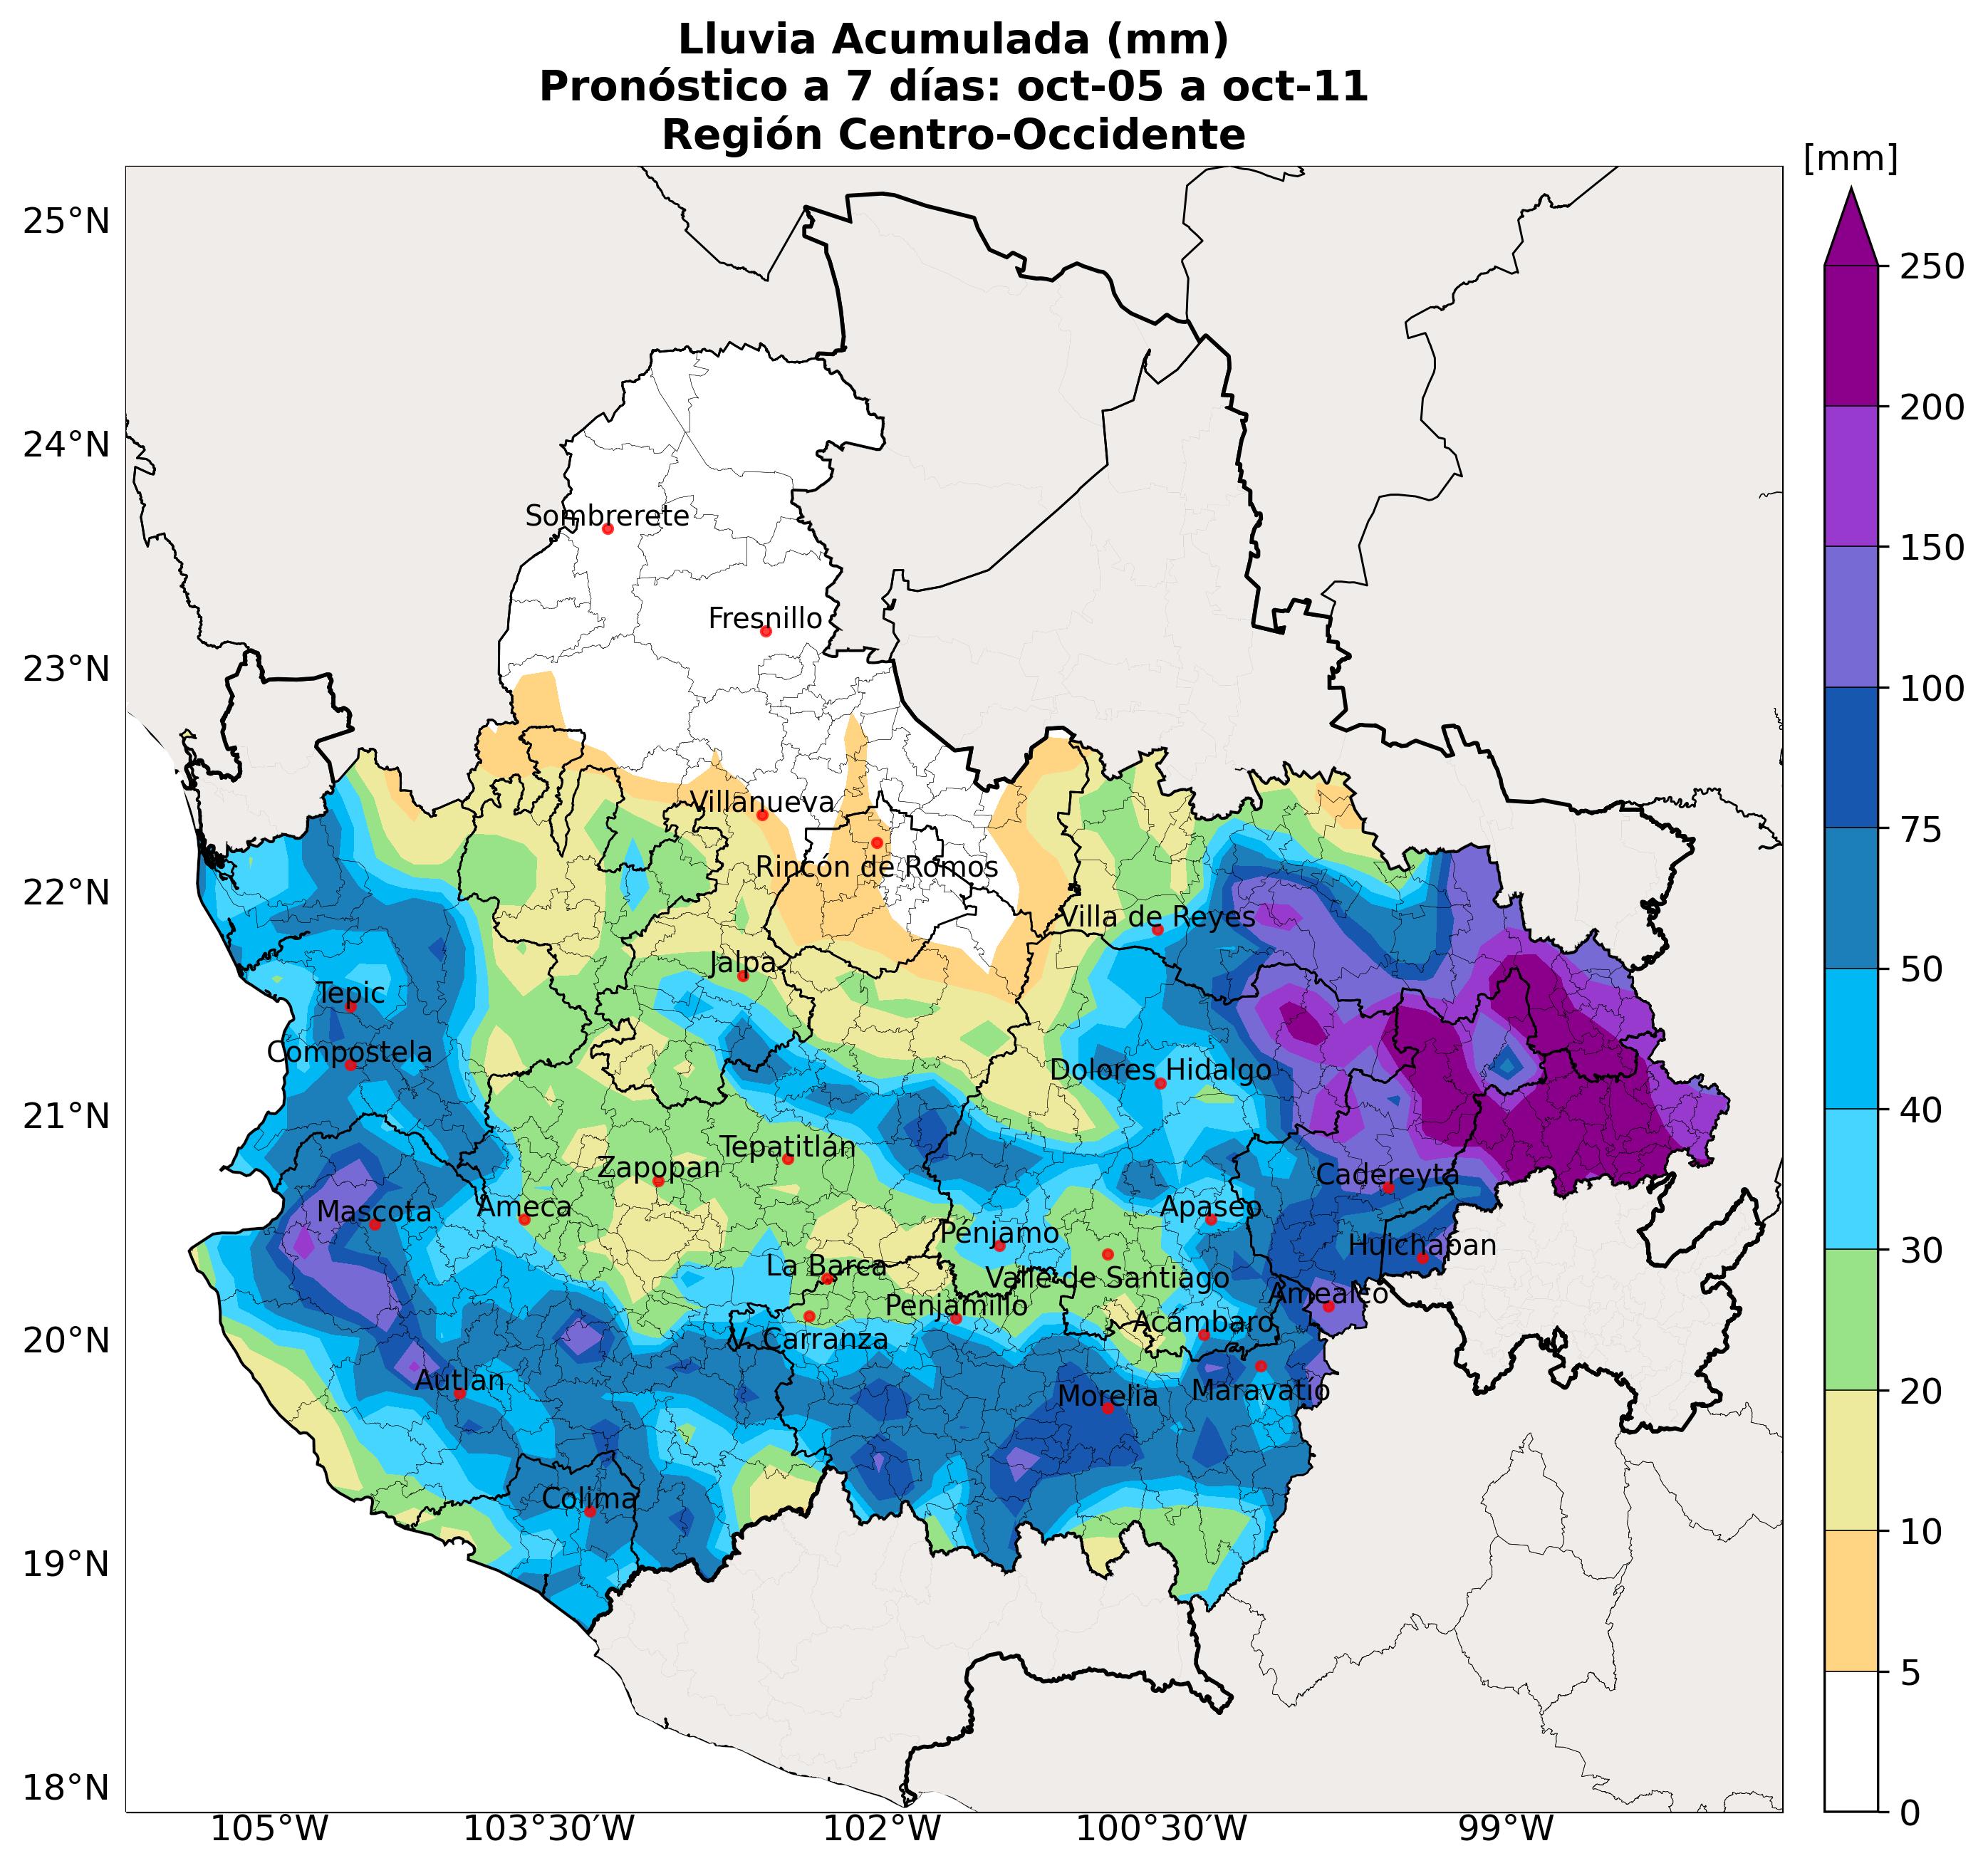 Lluvia Acumulada (mm)
Pronóstico a 7 días: oct-05 a oct-11
Región Centro-Occidente
[mm]
25°N
24°N
23°N
22°N
21°N
20°N
19°N
18°N
105°W
103°30'W
102°W
100°30'W
99°W
250
200
150
100
75
50
40
30
20
10
5
0
Sombrerete
Fresnillo
Villanueva
Rincón de Romos
Villa de Reyes
Jalpa
Tepic
Compostela
Dolores Hidalgo
Tepatitlán
Zapopan
Cadereyta
Mascota
Ameca
Apaseo
Pénjamo
Huichapan
La Barca
Valle de Santiago
Amealco
Penjamillo
Acámbaro
V. Carranza
Autlan
Morelia
Maravatío
Colima